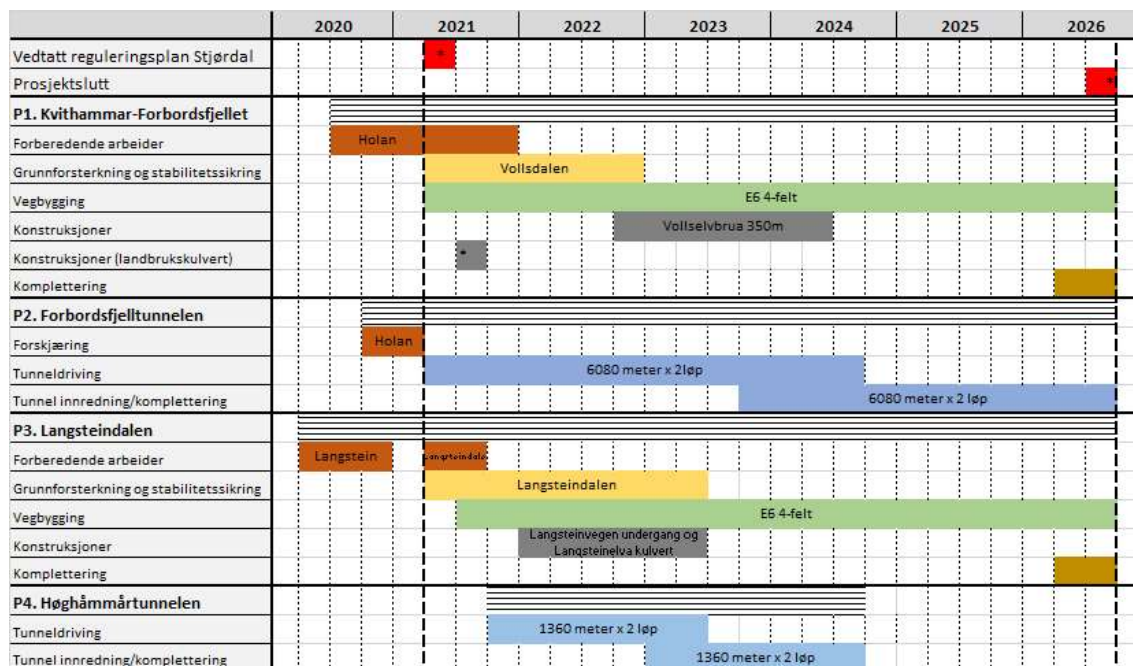 2020 2021 2022 2023 2024 2025 2026
Vedtatt reguleringsplan Stjørdal *
Prosjektslutt *
P1. Kvithammar-Forbordsfjellet
Forberedende arbeider Holan
Grunnforsterkning og stabilitetssikring Vollsdalen
Vegbygging E6 4-felt
Konstruksjoner Vollselvbrua 350m
Konstruksjoner (landbrukskulvert) *
Komplettering
P2. Forbordsfjelltunnelen
Forskjæring Holan
Tunneldriving 6080 meter x 2løp
Tunnel innredning/komplettering 6080 meter x 2 løp
P3. Langsteindalen
Forberedende arbeider Langstein Langsteindale
Grunnforsterkning og stabilitetssikring Langsteindalen
Vegbygging E6 4-felt
Konstruksjoner Langsteinvegen undergang og
Langsteinelva kulvert
Komplettering
P4. Høghåmmårtunnelen
Tunneldriving 1360 meter x 2 løp
Tunnel innredning/komplettering 1360 meter x 2 løp